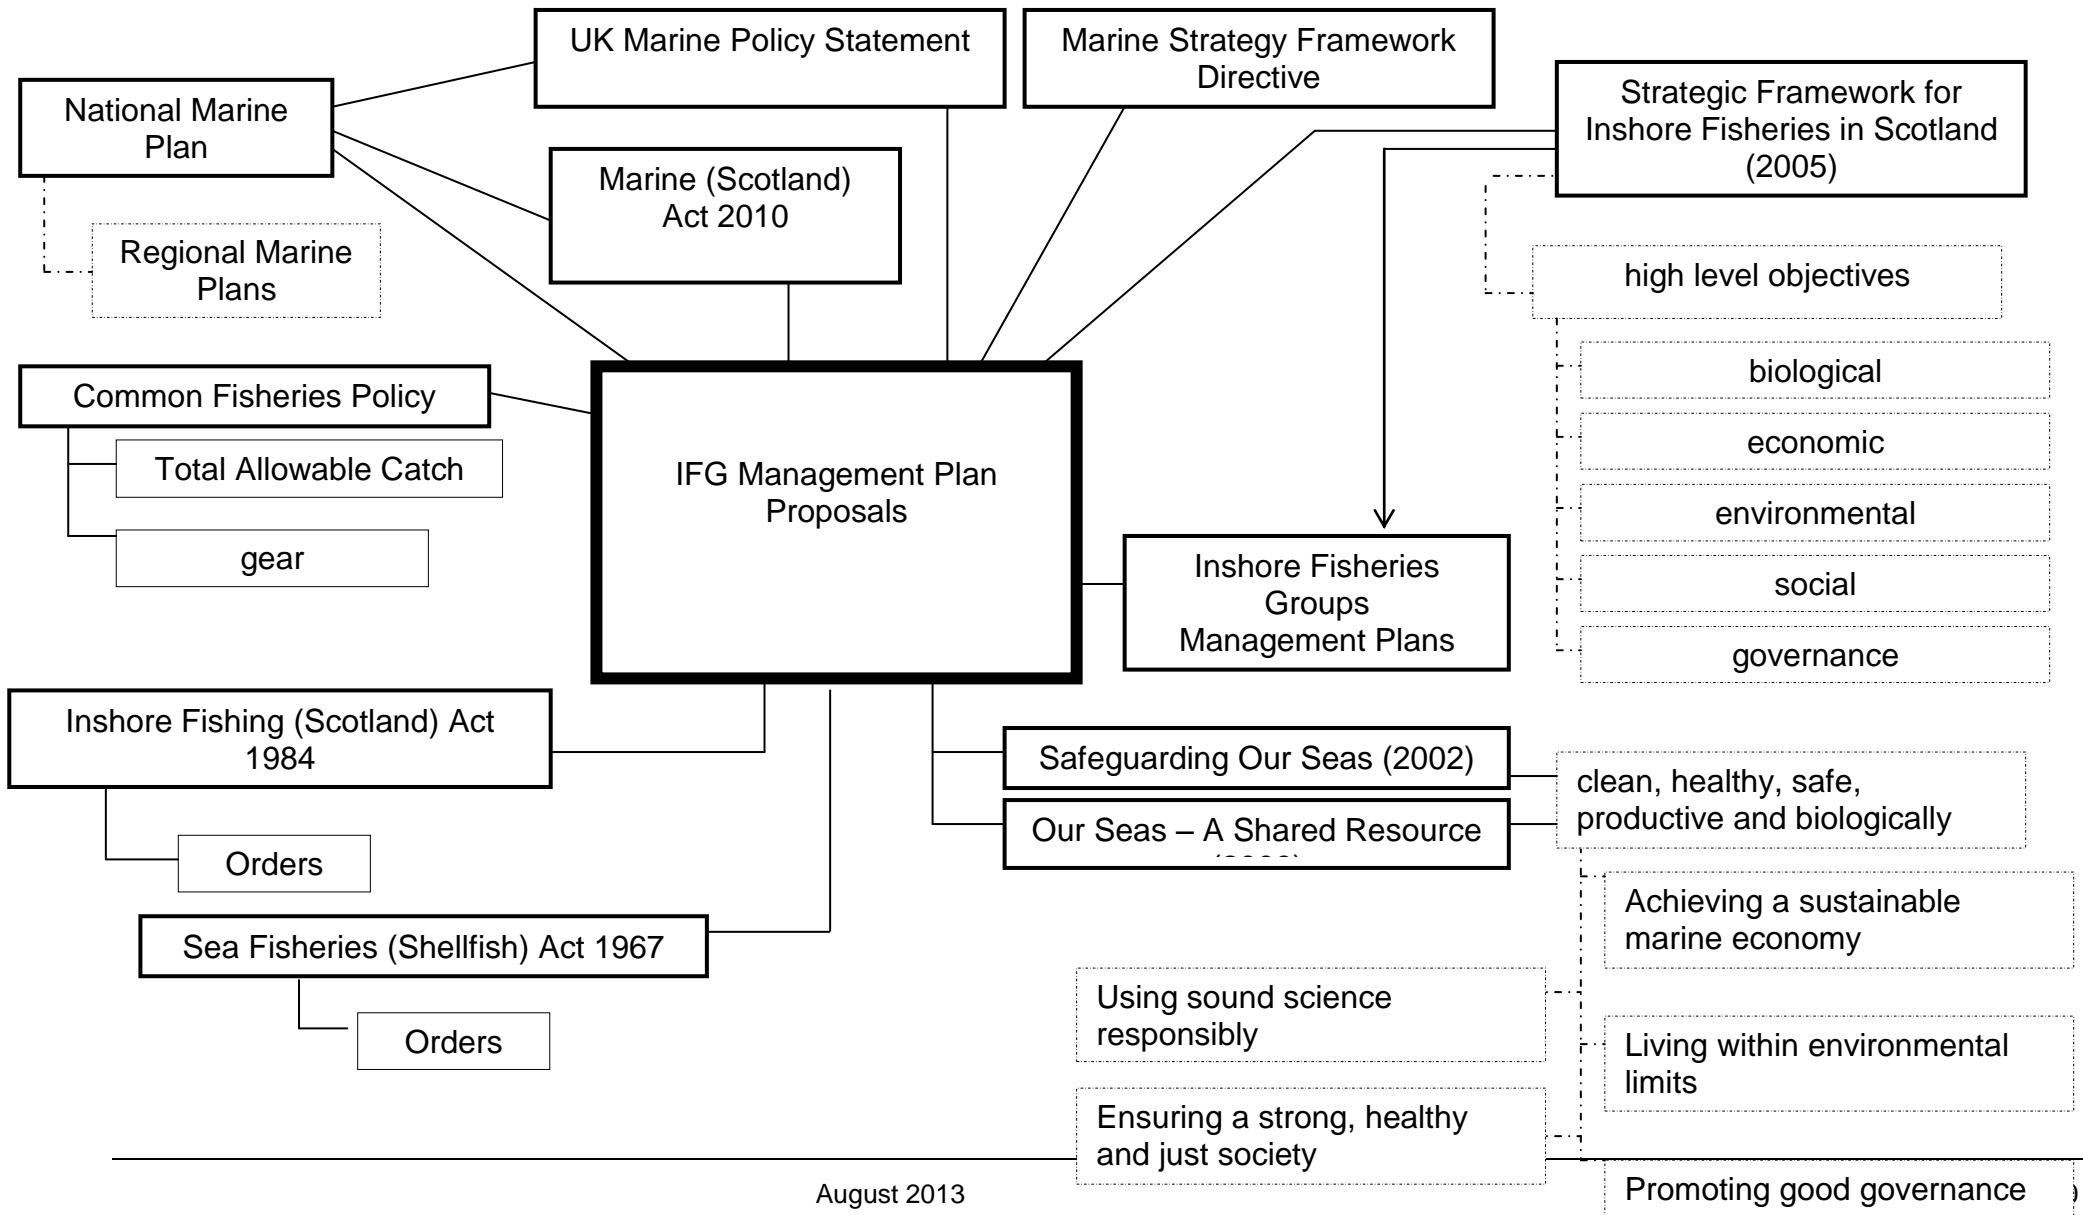 UK Marine Policy Statement
Marine Strategy Framework
Directive
Strategic Framework for
Inshore Fisheries in Scotland
(2005)
National Marine
Plan
Marine (Scotland)
Act 2010
Regional Marine
Plans
high level objectives
biological
economic
environmental
social
governance
Common Fisheries Policy
Total Allowable Catch
gear
IFG Management Plan
Proposals
Inshore Fisheries
Groups
Management Plans
Inshore Fishing (Scotland) Act
1984
Orders
Sea Fisheries (Shellfish) Act 1967
Orders
Safeguarding Our Seas (2002)
Our Seas – A Shared Resource
clean, healthy, safe,
productive and biologically
Achieving a sustainable
marine economy
Using sound science
responsibly
Living within environmental
limits
Ensuring a strong, healthy
and just society
Promoting good governance
August 2013